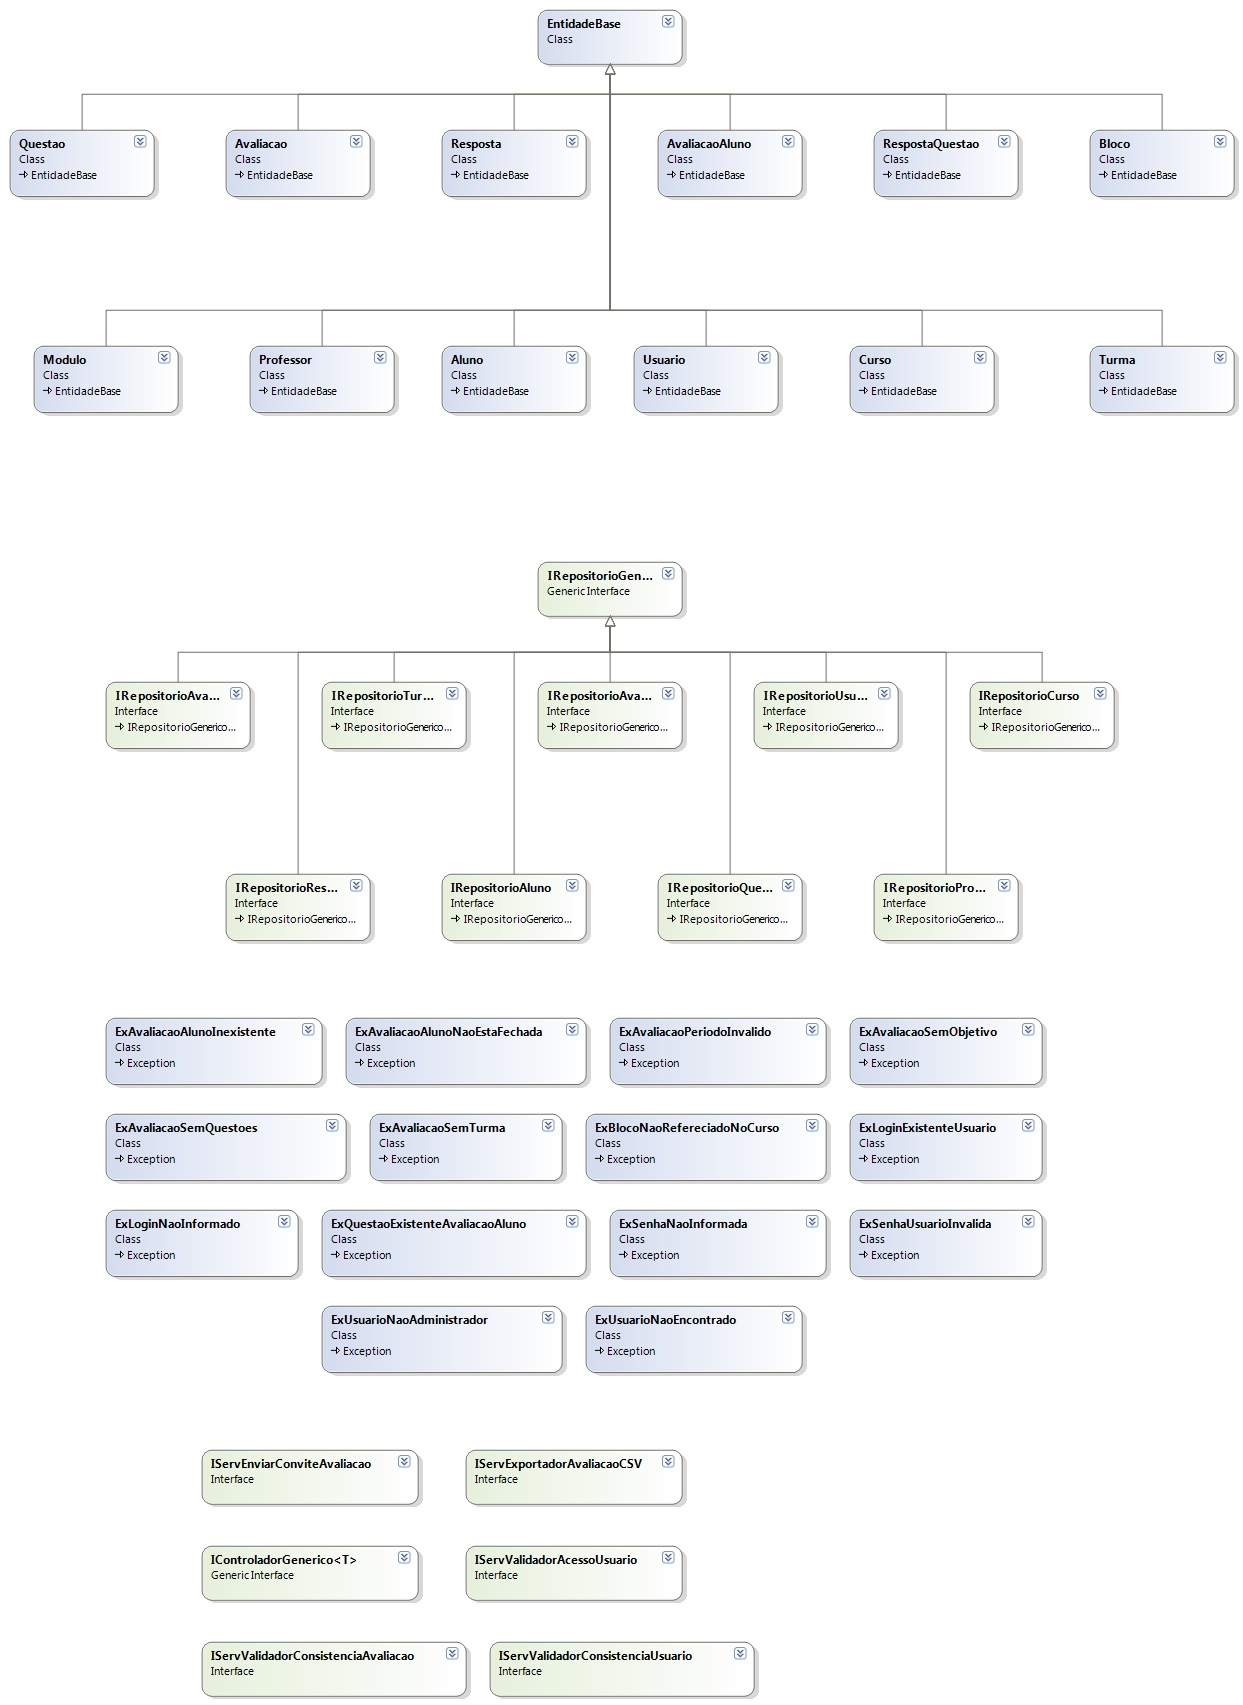 EntidadeBase
Class
Questao
Class
EntidadeBase
Avaliacao
Class
EntidadeBase
Resposta
Class
EntidadeBase
AvaliacaoAluno
Class
EntidadeBase
RespostaQuestao
Class
EntidadeBase
Bloco
Class
EntidadeBase
Modulo
Class
EntidadeBase
Professor
Class
EntidadeBase
Aluno
Class
EntidadeBase
Usuario
Class
EntidadeBase
Curso
Class
EntidadeBase
Turma
Class
EntidadeBase
IRepositorioGen...
Generic Interface
IRepositorioAva...
Interface
IRepositorioGenerico...
IRepositorioTur...
Interface
IRepositorioGenerico...
IRepositorioAva...
Interface
IRepositorioGenerico...
IRepositorioUsu...
Interface
IRepositorioGenerico...
IRepositorioCurso
Interface
IRepositorioGenerico...
IRepositorioRes...
Interface
IRepositorioGenerico...
IRepositorioAluno
Interface
IRepositorioGenerico...
IRepositorioQue...
Interface
IRepositorioGenerico...
IRepositorioPro...
Interface
IRepositorioGenerico...
ExAvaliacaoAlunoInexistente
Class
Exception
ExAvaliacaoAlunoNaoEstaFechada
Class
Exception
ExAvaliacaoPeriodoInvalido
Class
Exception
ExAvaliacaoSemObjetivo
Class
Exception
ExAvaliacaoSemQuestoes
Class
Exception
ExAvaliacaoSemTurma
Class
Exception
ExBlocoNaoRefereciadoNoCurso
Class
Exception
ExLoginExistenteUsuario
Class
Exception
ExLoginNaoInformado
Class
Exception
ExQuestaoExistenteAvaliacaoAluno
Class
Exception
ExSenhaNaoInformada
Class
Exception
ExSenhaUsuarioInvalida
Class
Exception
ExUsuarioNaoAdministrador
Class
Exception
ExUsuarioNaoEncontrado
Class
Exception
IServEnviarConviteAvaliacao
Interface
IServExportadorAvaliacaoCSV
Interface
IControladorGenerico<T>
Generic Interface
IServValidadorAcessoUsuario
Interface
IServValidadorConsistenciaAvaliacao
Interface
IServValidadorConsistenciaUsuario
Interface